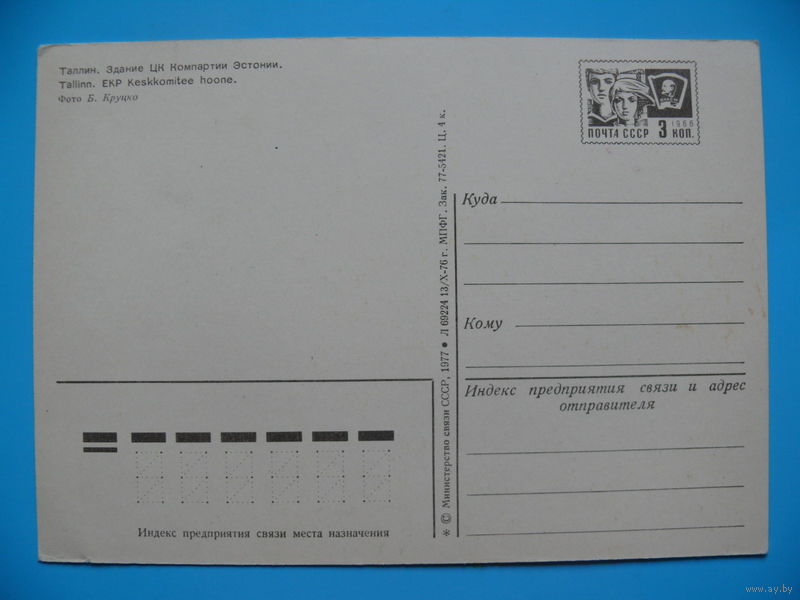 Таллин. Здание ЦК Компартии Эстонии.
Tallinn. EKP Keskkomitee hoone.
Фото Б. Круцко
ПОЧТА СССР 3 КОП.
1966
* © Министерство связи СССР, 1977 ● Л 69224 13/X-76 г. МПФГ. Зак. 77-5421. Ц. 4 к.
Куда
Кому
Индекс предприятия связи и адрес
отправителя
Индекс предприятия связи места назначения
www.ay.by